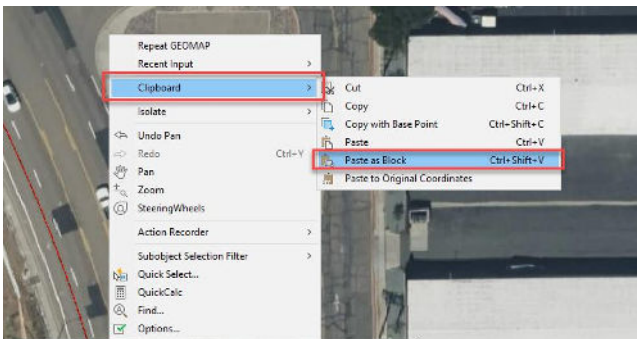 Repeat GEOMAP
Recent Input
Clipboard
Isolate
Undo Pan
Redo Ctrl+Y
Pan
Zoom
SteeringWheels
Action Recorder
Subobject Selection Filter
Quick Select...
QuickCalc
Find...
Options...
Cut Ctrl+X
Copy Ctrl+C
Copy with Base Point Ctrl+Shift+C
Paste Ctrl+V
Paste as Block Ctrl+Shift+V
Paste to Original Coordinates